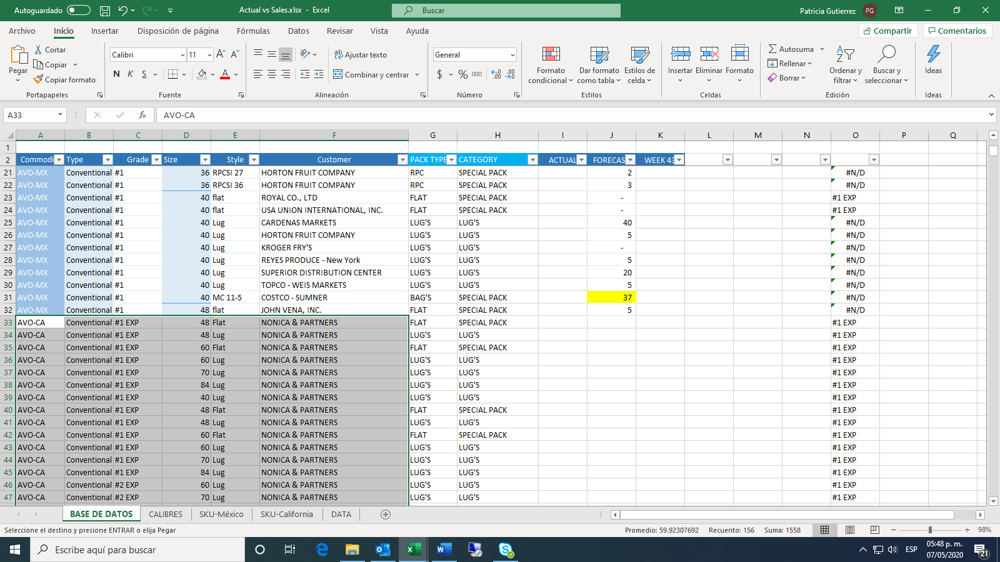 Autoguardado
Actual vs Sales.xlsx - Excel
Buscar
Patricia Gutierrez
PG
Archivo Inicio Insertar Disposición de página Fórmulas Datos Revisar Vista Ayuda
Compartir Comentarios
Pegar
Cortar
Copiar
Copiar formato
Portapapeles
Calibri 11
N K S
Fuente
Ajustar texto
Combinar y centrar
Alineación
General
$ % 000
Número
Formato condicional
Dar formato como tabla
Estilos de celda
Estilos
Insertar Eliminar Formato
Celdas
Autosuma
Rellenar
Borrar
Ordenar y filtrar
Buscar y seleccionar
Edición
Ideas
Ideas
A33 fx AVO-CA
A B C D E F G H I J K L M N O P Q
1
2 Commodi Type Grade Size Style Customer PACK TYPE CATEGORY ACTUAL FORECAS WEEK 43
21 AVO-MX Conventional #1 36 RPCSI 27 HORTON FRUIT COMPANY RPC SPECIAL PACK 2 #N/D
22 AVO-MX Conventional #1 36 RPCSI 36 HORTON FRUIT COMPANY RPC SPECIAL PACK 3 #N/D
23 AVO-MX Conventional #1 40 flat ROYAL CO., LTD FLAT SPECIAL PACK - #1 EXP
24 AVO-MX Conventional #1 40 flat USA UNION INTERNATIONAL, INC. FLAT SPECIAL PACK - #1 EXP
25 AVO-MX Conventional #1 40 Lug CARDENAS MARKETS LUG'S LUG'S 40 #N/D
26 AVO-MX Conventional #1 40 Lug HORTON FRUIT COMPANY LUG'S LUG'S 5 #N/D
27 AVO-MX Conventional #1 40 Lug KROGER FRY'S LUG'S LUG'S - #N/D
28 AVO-MX Conventional #1 40 Lug REYES PRODUCE - New York LUG'S LUG'S 5 #N/D
29 AVO-MX Conventional #1 40 Lug SUPERIOR DISTRIBUTION CENTER LUG'S LUG'S 20 #N/D
30 AVO-MX Conventional #1 40 Lug TOPCO - WEIS MARKETS LUG'S LUG'S 5 #N/D
31 AVO-MX Conventional #1 40 MC 11-5 COSTCO - SUMNER BAG'S SPECIAL PACK 37 #N/D
32 AVO-MX Conventional #1 48 flat JOHN VENA, INC. FLAT SPECIAL PACK 5 #N/D
33 AVO-CA Conventional #1 EXP 48 Flat NONICA & PARTNERS FLAT SPECIAL PACK #1 EXP
34 AVO-CA Conventional #1 EXP 48 Lug NONICA & PARTNERS LUG'S LUG'S #1 EXP
35 AVO-CA Conventional #1 EXP 60 Flat NONICA & PARTNERS FLAT SPECIAL PACK #1 EXP
36 AVO-CA Conventional #1 EXP 60 Lug NONICA & PARTNERS LUG'S LUG'S #1 EXP
37 AVO-CA Conventional #1 EXP 70 Lug NONICA & PARTNERS LUG'S LUG'S #1 EXP
38 AVO-CA Conventional #1 EXP 84 Lug NONICA & PARTNERS LUG'S LUG'S #1 EXP
39 AVO-CA Conventional #1 EXP 40 Lug NONICA & PARTNERS LUG'S LUG'S #1 EXP
40 AVO-CA Conventional #1 EXP 48 Flat NONICA & PARTNERS FLAT SPECIAL PACK #1 EXP
41 AVO-CA Conventional #1 EXP 48 Lug NONICA & PARTNERS LUG'S LUG'S #1 EXP
42 AVO-CA Conventional #1 EXP 60 Flat NONICA & PARTNERS FLAT SPECIAL PACK #1 EXP
43 AVO-CA Conventional #1 EXP 60 Lug NONICA & PARTNERS LUG'S LUG'S #1 EXP
44 AVO-CA Conventional #1 EXP 70 Lug NONICA & PARTNERS LUG'S LUG'S #1 EXP
45 AVO-CA Conventional #1 EXP 84 Lug NONICA & PARTNERS LUG'S LUG'S #1 EXP
46 AVO-CA Conventional #2 EXP 60 Lug NONICA & PARTNERS LUG'S LUG'S #1 EXP
47 AVO-CA Conventional #2 EXP 70 Lug NONICA & PARTNERS LUG'S LUG'S #1 EXP
BASE DE DATOS CALIBRES SKU-México SKU-California DATA
Seleccione el destino y presione ENTRAR o elija Pegar
Promedio: 59.92307692 Recuento: 156 Suma: 1558
98%
Escribe aquí para buscar
ESP
05:48 p. m.
07/05/2020
21